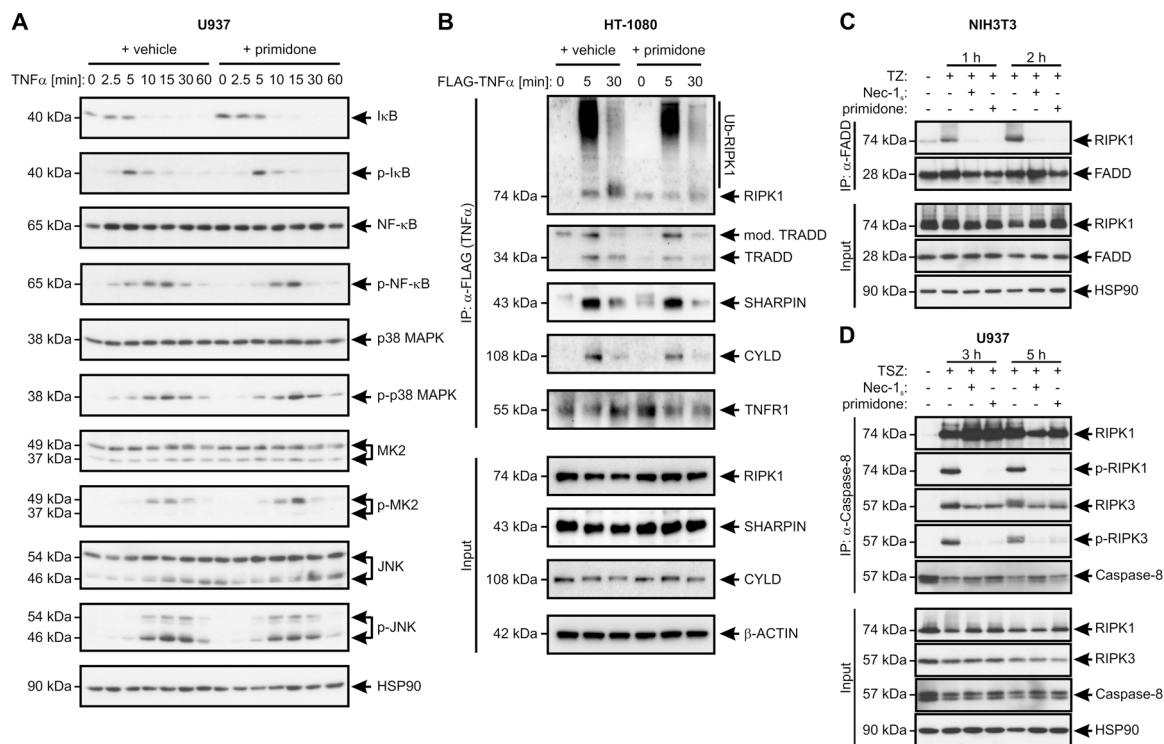 A
U937
+ vehicle + primidone
TNFα [min]: 0 2.5 5 10 15 30 60 0 2.5 5 10 15 30 60
40 kDa IκB
40 kDa p-IκB
65 kDa NF-κB
65 kDa p-NF-κB
38 kDa p38 MAPK
38 kDa p-p38 MAPK
49 kDa
37 kDa
MK2
49 kDa
37 kDa
p-MK2
54 kDa
46 kDa
JNK
54 kDa
46 kDa
p-JNK
90 kDa HSP90
B
HT-1080
+ vehicle + primidone
FLAG-TNFα [min]: 0 5 30 0 5 30
IP: α-FLAG (TNFα)
Ub-RIPK1
74 kDa RIPK1
mod. TRADD
34 kDa TRADD
43 kDa SHARPIN
108 kDa CYLD
55 kDa TNFR1
Input
74 kDa RIPK1
43 kDa SHARPIN
108 kDa CYLD
42 kDa β-ACTIN
C
NIH3T3
1 h 2 h
TZ: - + + + + + +
Nec-1s: - - + - - + -
primidone: - - - + - - +
IP: α-FADD
74 kDa RIPK1
28 kDa FADD
Input
74 kDa RIPK1
28 kDa FADD
90 kDa HSP90
D
U937
3 h 5 h
TSZ: - + + + + + +
Nec-1s: - - + - - + -
primidone: - - - + - - +
IP: α-Caspase-8
74 kDa RIPK1
74 kDa p-RIPK1
57 kDa RIPK3
57 kDa p-RIPK3
57 kDa Caspase-8
Input
74 kDa RIPK1
57 kDa RIPK3
57 kDa Caspase-8
90 kDa HSP90